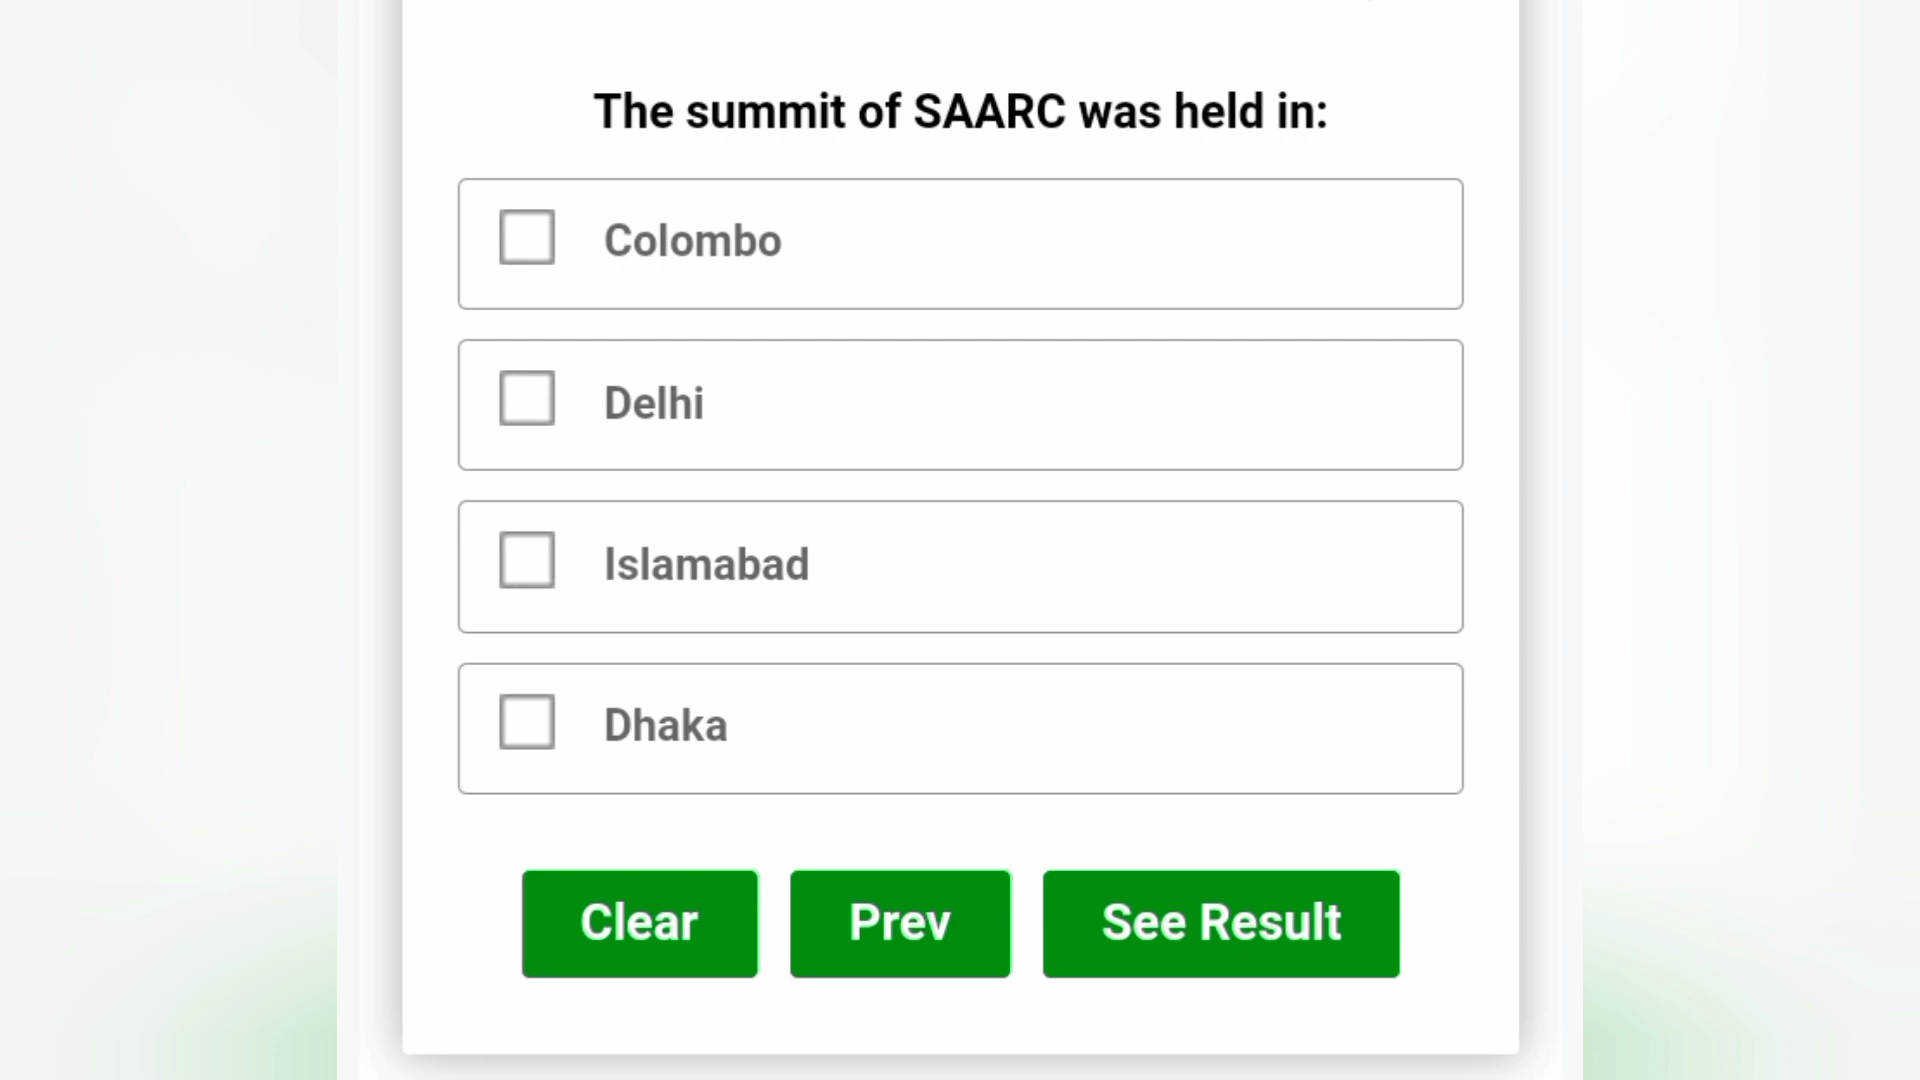 The summit of SAARC was held in:
Colombo
Delhi
Islamabad
Dhaka
Clear Prev See Result